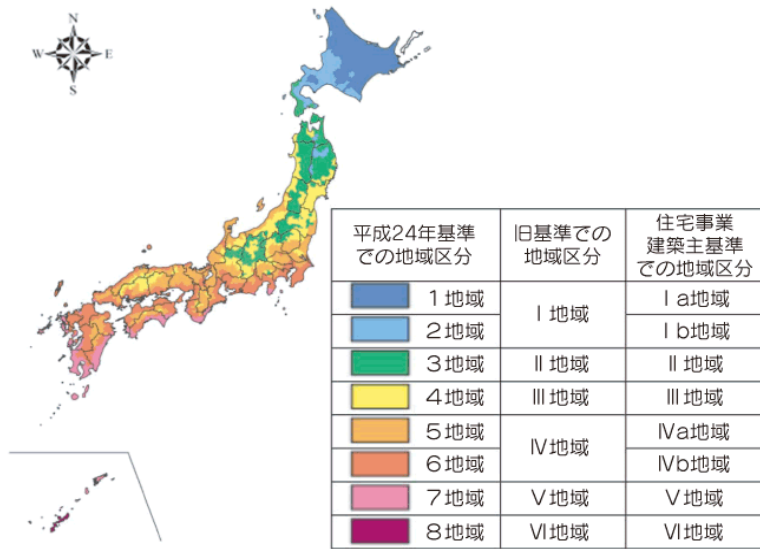 N
W E
S
平成24年基準
での地域区分
旧基準での
地域区分
住宅事業
建築主基準
での地域区分
1地域
Ⅰ地域
Ⅰa地域
2地域
Ⅰb地域
3地域
Ⅱ地域
Ⅱ地域
4地域
Ⅲ地域
Ⅲ地域
5地域
Ⅳ地域
Ⅳa地域
6地域
Ⅳb地域
7地域
Ⅴ地域
Ⅴ地域
8地域
Ⅵ地域
Ⅵ地域